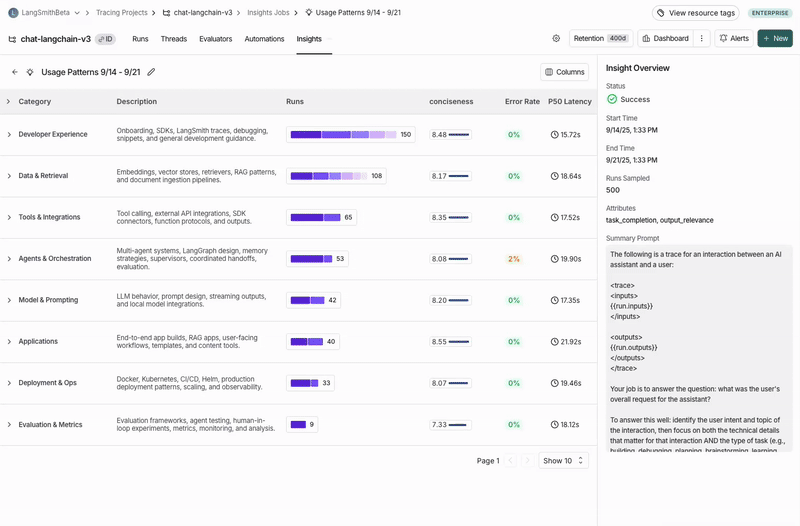 LangSmithBeta > Tracing Projects > chat-langchain-v3 > Insights Jobs > Usage Patterns 9/14 - 9/21
View resource tags
ENTERPRISE
chat-langchain-v3 ID
Runs Threads Evaluators Automations Insights
Retention 400d Dashboard Alerts + New
Usage Patterns 9/14 - 9/21
Columns
Category Description Runs conciseness Error Rate P50 Latency
Developer Experience
Onboarding, SDKs, LangSmith traces, debugging,
snippets, and general development guidance.
150 8.48 0% 15.72s
Data & Retrieval
Embeddings, vector stores, retrievers, RAG patterns,
and document ingestion pipelines.
108 8.17 0% 18.64s
Tools & Integrations
Tool calling, external API integrations, SDK
connectors, function protocols, and outputs.
65 8.35 0% 17.52s
Agents & Orchestration
Multi-agent systems, LangGraph design, memory
strategies, supervisors, coordinated handoffs,
evaluation.
53 8.08 2% 19.90s
Model & Prompting
LLM behavior, prompt design, streaming outputs,
and local model integrations.
42 8.20 0% 17.35s
Applications
End-to-end app builds, RAG apps, user-facing
workflows, templates, and content tools.
40 8.55 0% 21.92s
Deployment & Ops
Docker, Kubernetes, CI/CD, Helm, production
deployment patterns, scaling, and observability.
33 8.07 0% 19.46s
Evaluation & Metrics
Evaluation frameworks, agent testing, human-in-
loop experiments, metrics, monitoring, and analysis.
9 7.33 0% 18.12s
Page 1 Show 10
Insight Overview
Status
Success
Start Time
9/14/25, 1:33 PM
End Time
9/21/25, 1:33 PM
Runs Sampled
500
Attributes
task_completion, output_relevance
Summary Prompt
The following is a trace for an interaction between an AI
assistant and a user:
<trace>
<inputs>
{{run.inputs}}
</inputs>
<outputs>
{{run.outputs}}
</outputs>
</trace>
Your job is to answer the question: what was the user's
overall request for the assistant?
To answer this well: identify the user intent and topic of
the interaction, then focus on both the technical details
that matter for that interaction AND the type of task (e.g.,
building, debugging, planning, brainstorming, learning,